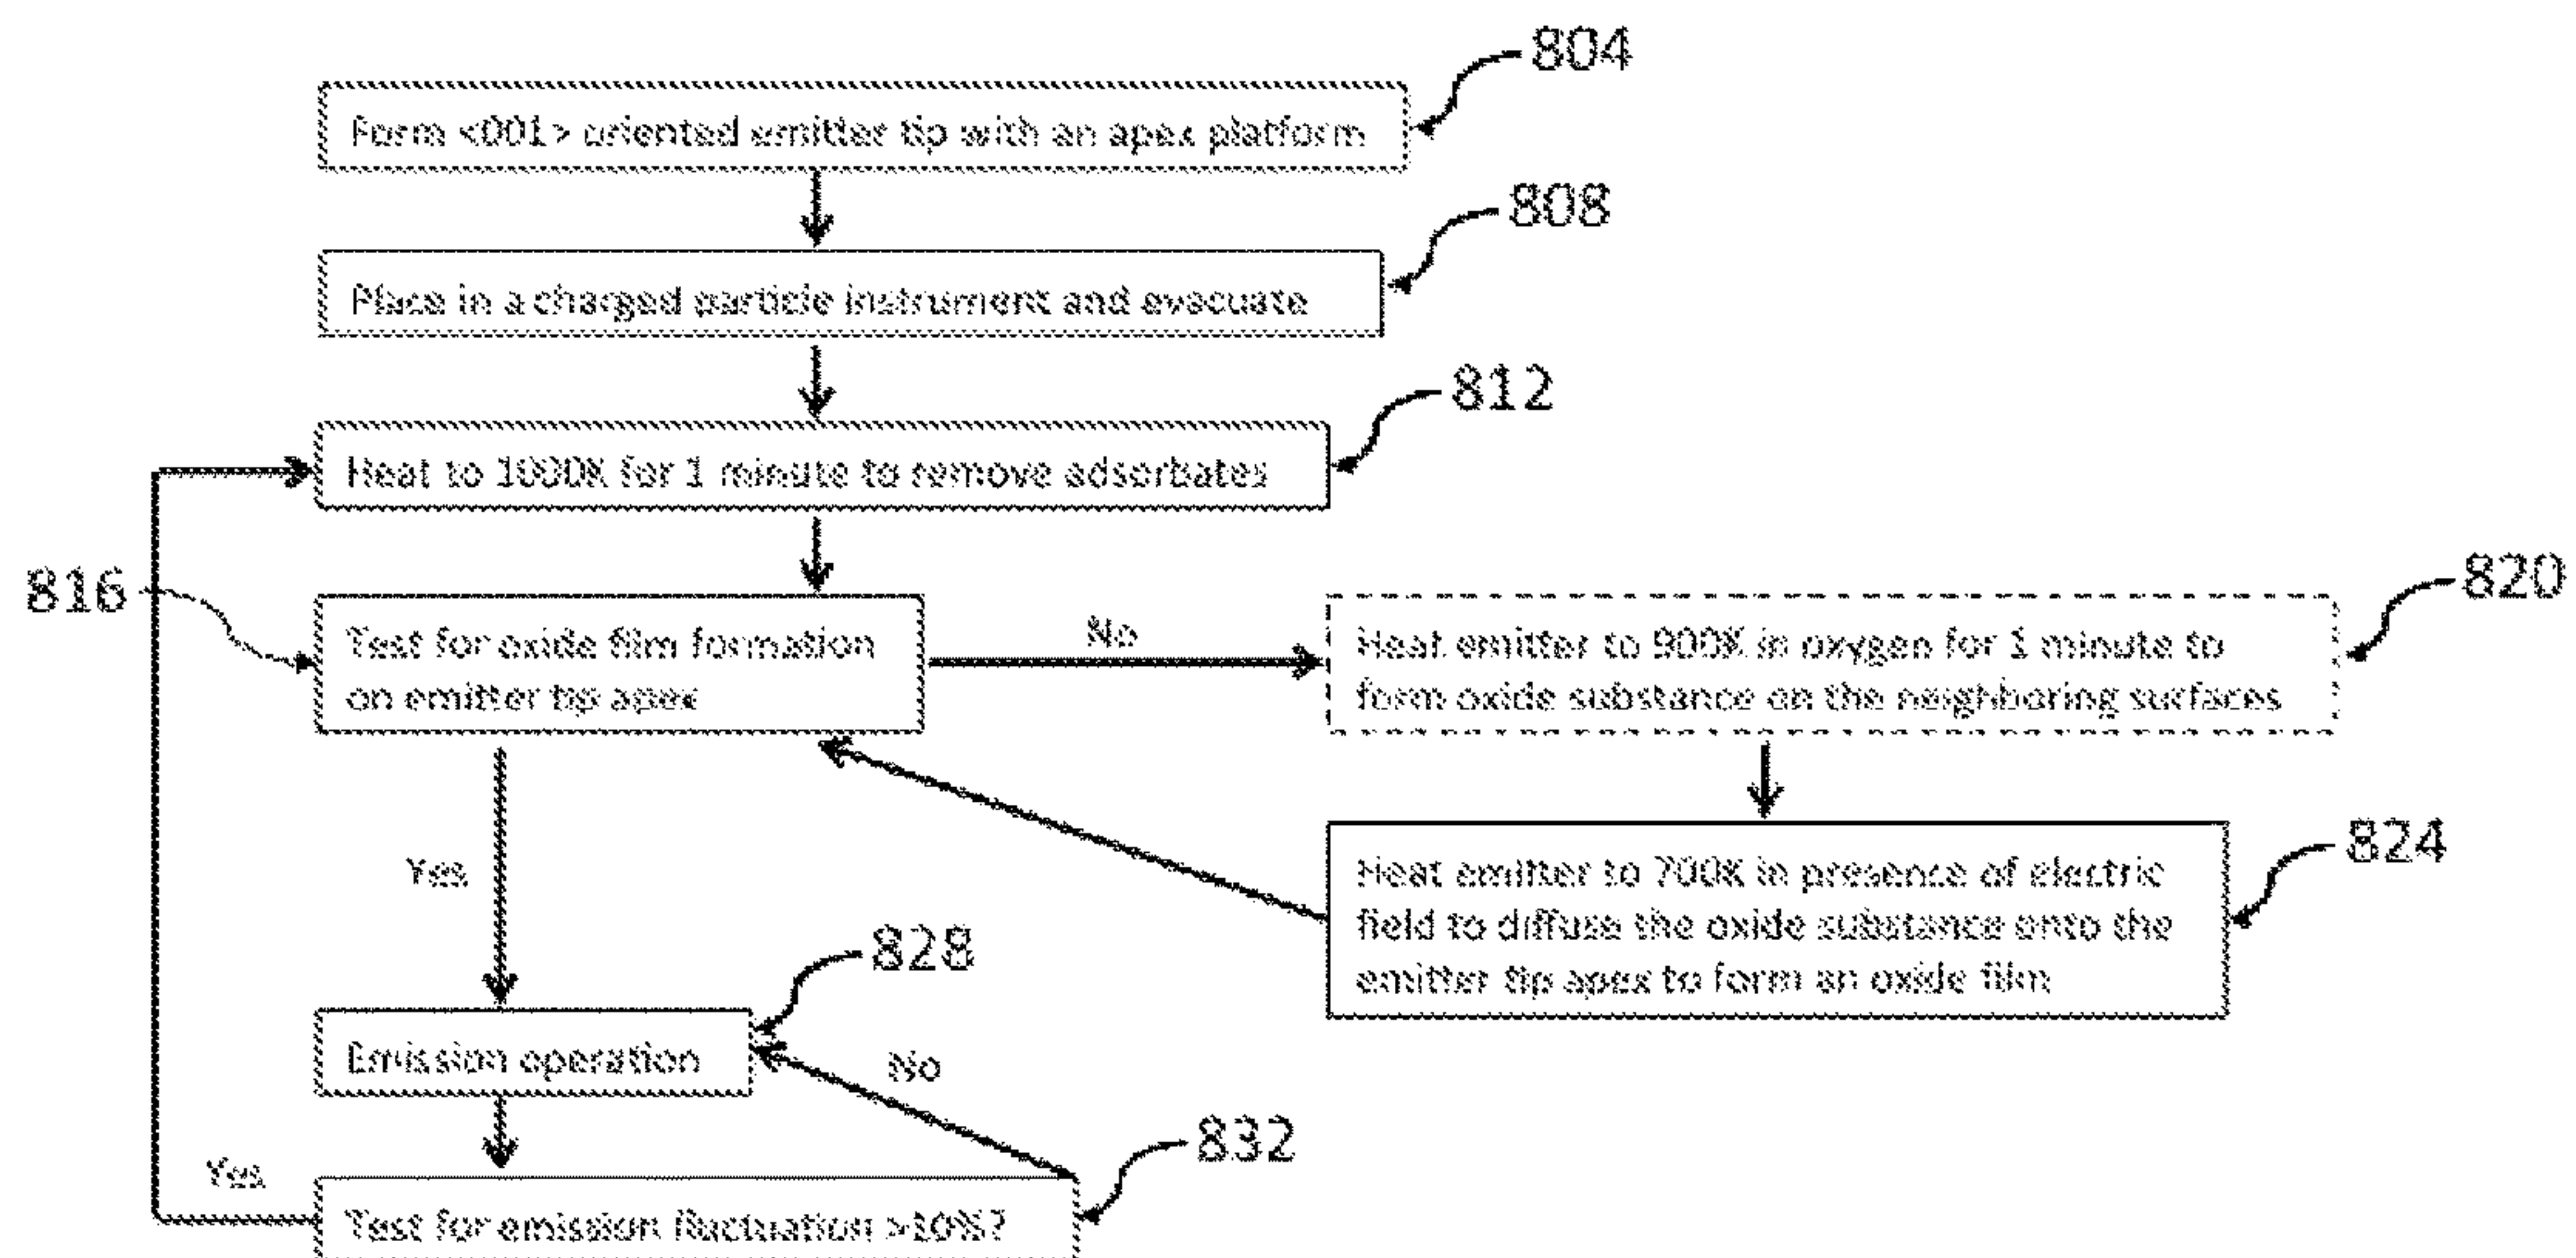 804
Form <001> oriented emitter tip with an apex platform
808
Place in a charged particle instrument and evacuate
812
Heat to 1000K for 1 minute to remove adsorbates
816
Test for oxide film formation
on emitter tip apex
No
820
Heat emitter to 900K in oxygen for 1 minute to
form oxide substance on the neighboring surfaces
824
Heat emitter to 700K in presence of electric
field to diffuse the oxide substance onto the
emitter tip apex to form an oxide film
Yes
828
Emission operation
No
832
Yes
Test for emission fluctuation >10%?